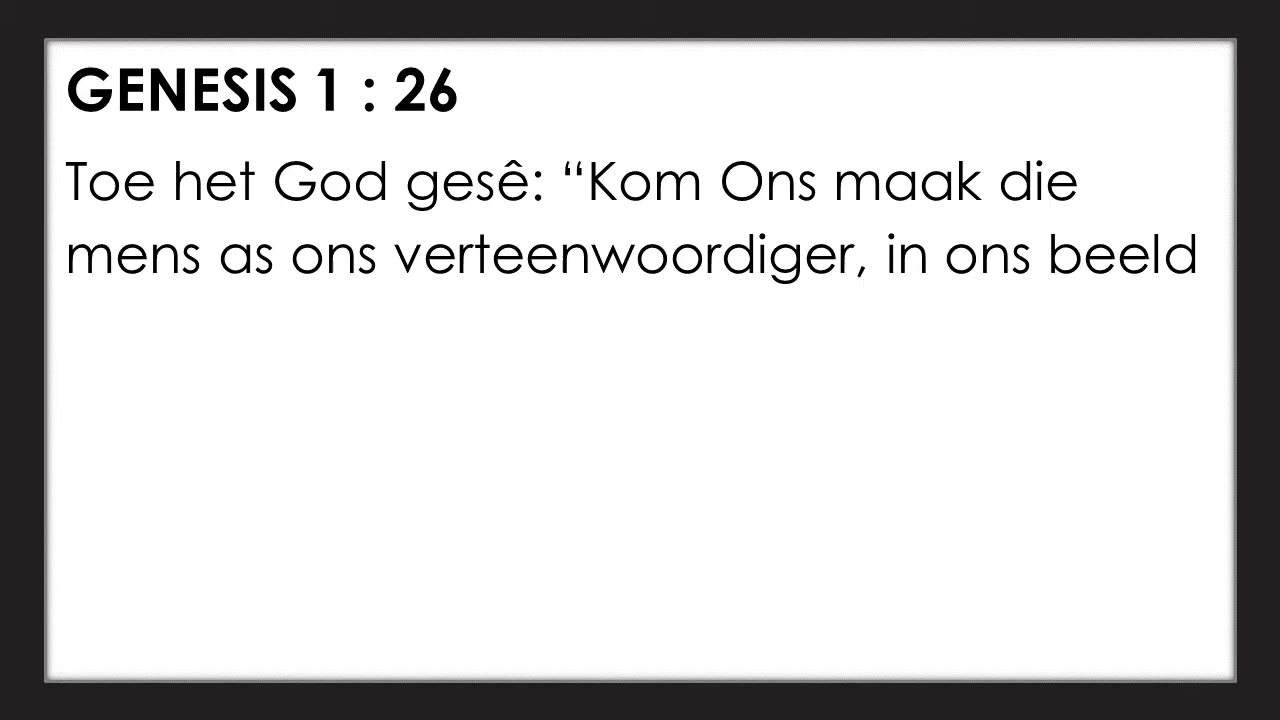 GENESIS 1 : 26
Toe het God gesê: “Kom Ons maak die
mens as ons verteenwoordiger, in ons beeld